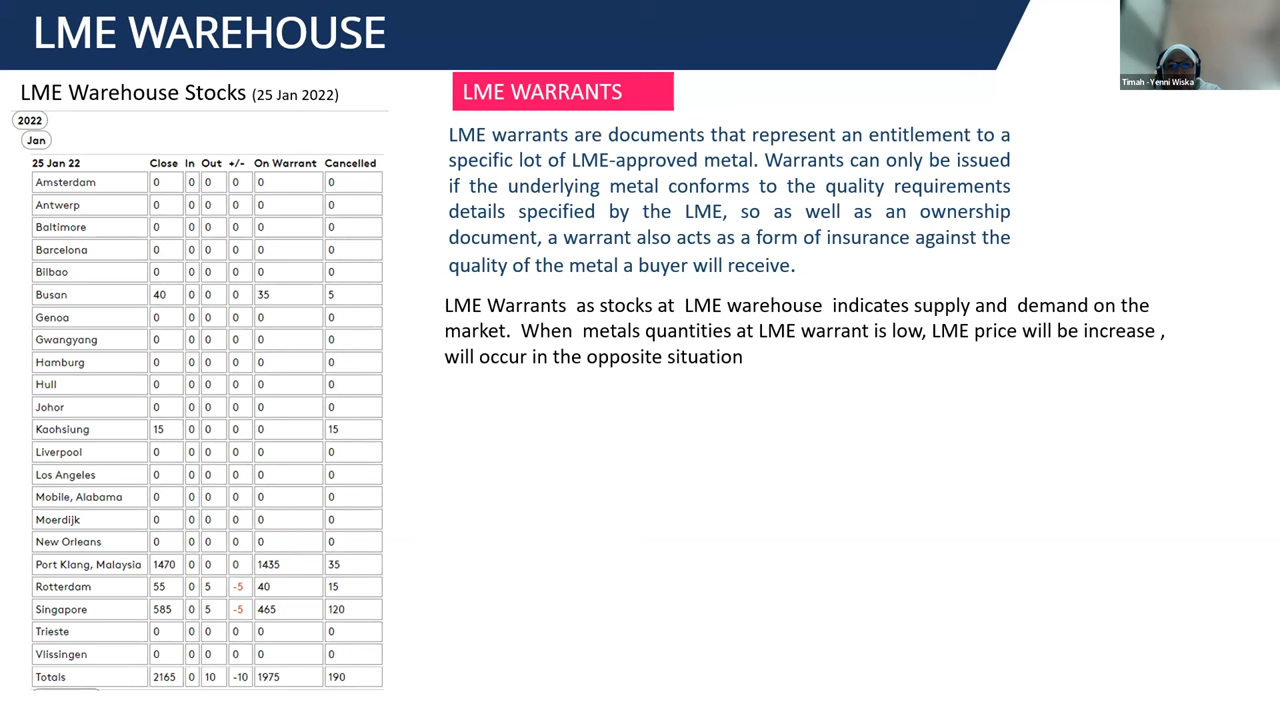 LME WAREHOUSE
Timah - Yenni Wiska
LME Warehouse Stocks (25 Jan 2022)
2022
Jan
25 Jan 22 Close In Out +/- On Warrant Cancelled
Amsterdam 0 0 0 0 0 0
Antwerp 0 0 0 0 0 0
Baltimore 0 0 0 0 0 0
Barcelona 0 0 0 0 0 0
Bilbao 0 0 0 0 0 0
Busan 40 0 0 0 35 5
Genoa 0 0 0 0 0 0
Gwangyang 0 0 0 0 0 0
Hamburg 0 0 0 0 0 0
Hull 0 0 0 0 0 0
Johor 0 0 0 0 0 0
Kaohsiung 15 0 0 0 0 15
Liverpool 0 0 0 0 0 0
Los Angeles 0 0 0 0 0 0
Mobile, Alabama 0 0 0 0 0 0
Moerdijk 0 0 0 0 0 0
New Orleans 0 0 0 0 0 0
Port Klang, Malaysia 1470 0 0 0 1435 35
Rotterdam 55 0 5 -5 40 15
Singapore 585 0 5 -5 465 120
Trieste 0 0 0 0 0 0
Vlissingen 0 0 0 0 0 0
Totals 2165 0 10 -10 1975 190
LME WARRANTS
LME warrants are documents that represent an entitlement to a
specific lot of LME-approved metal. Warrants can only be issued
if the underlying metal conforms to the quality requirements
details specified by the LME, so as well as an ownership
document, a warrant also acts as a form of insurance against the
quality of the metal a buyer will receive.
LME Warrants as stocks at LME warehouse indicates supply and demand on the
market. When metals quantities at LME warrant is low, LME price will be increase ,
will occur in the opposite situation